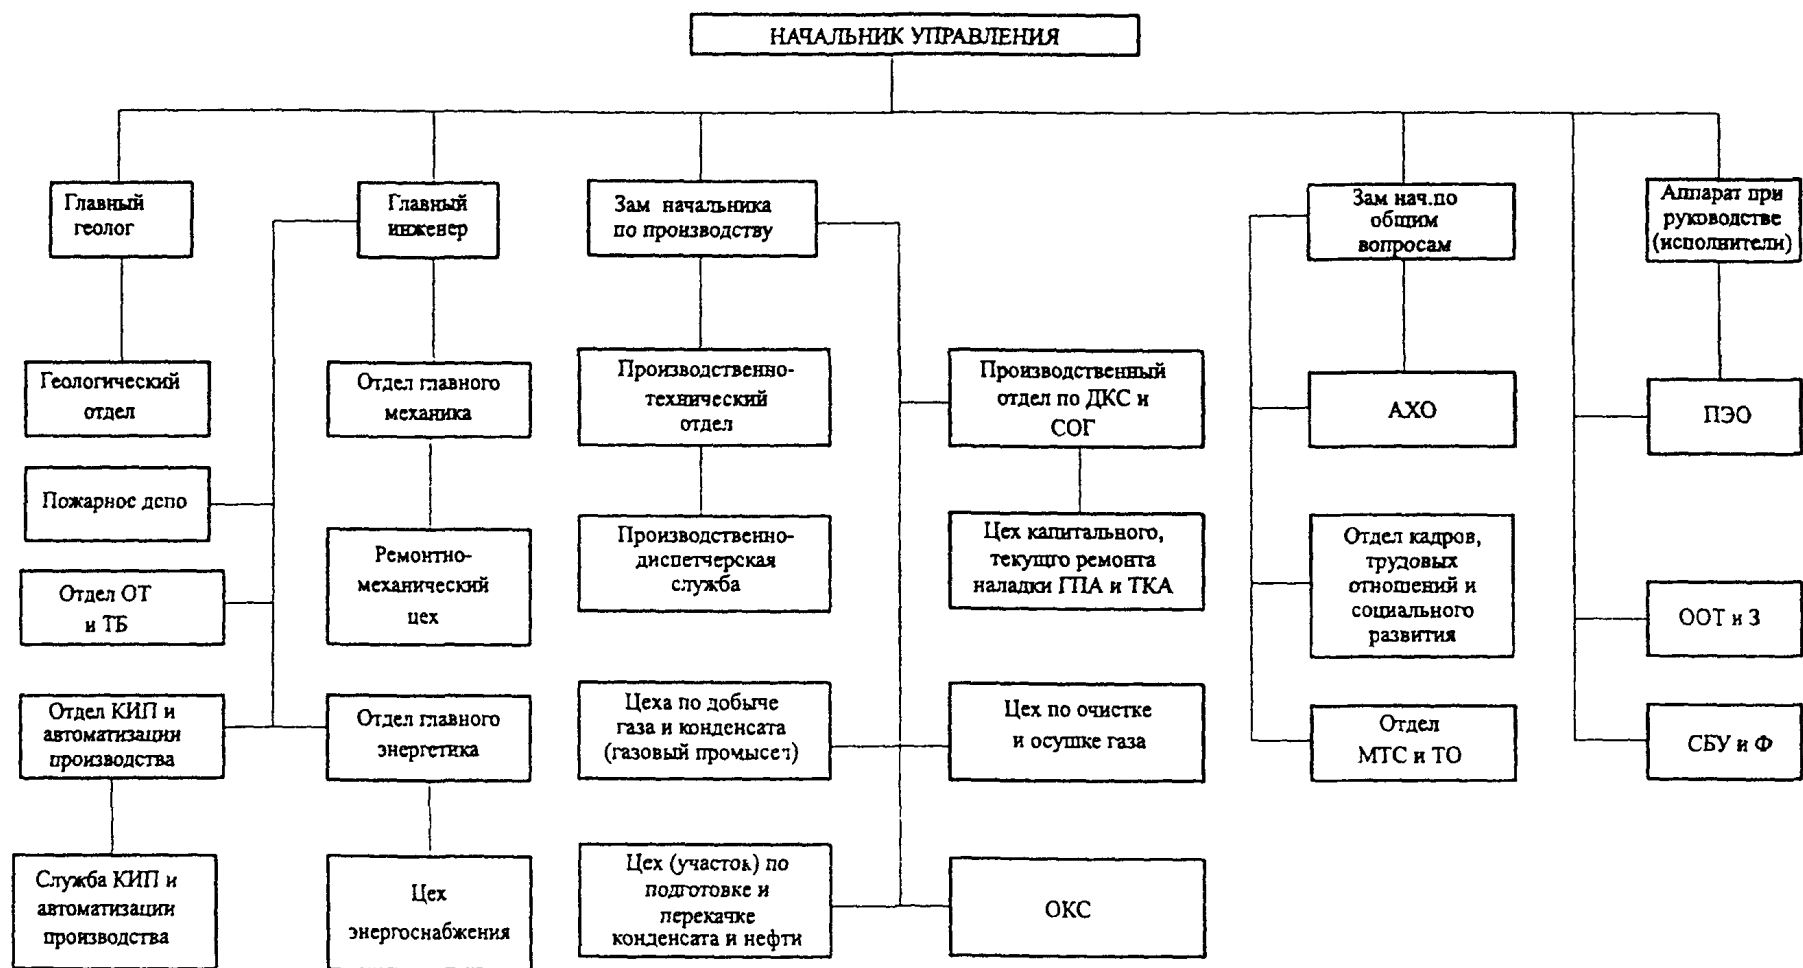 НАЧАЛЬНИК УПРАВЛЕНИЯ
Главный
геолог
Главный
инженер
Зам начальника
по производству
Зам нач.по
общим
вопросам
Аппарат при
руководстве
(исполнители)
Геологический
отдел
Отдел главного
механика
Производственно-
технический
отдел
Производственный
отдел по ДКС и
СОГ
АХО
ПЭО
Пожарное депо
Ремонтно-
механический
цех
Производственно-
диспетчерская
служба
Цех капитального,
текущго ремонта
наладки ГПА и ТКА
Отдел кадров,
трудовых
отношений и
социального
развития
Отдел ОТ
и ТБ
ООТ и З
Отдел КИП и
автоматизации
производства
Отдел главного
энергетика
Цеха по добыче
газа и конденсата
(газовый промысел)
Цех по очистке
и осушке газа
Отдел
МТС и ТО
СБУ и Ф
Служба КИП и
автоматизации
производства
Цех
энергоснабжения
Цех (участок) по
подготовке и
перекачке
конденсата и нефти
ОКС